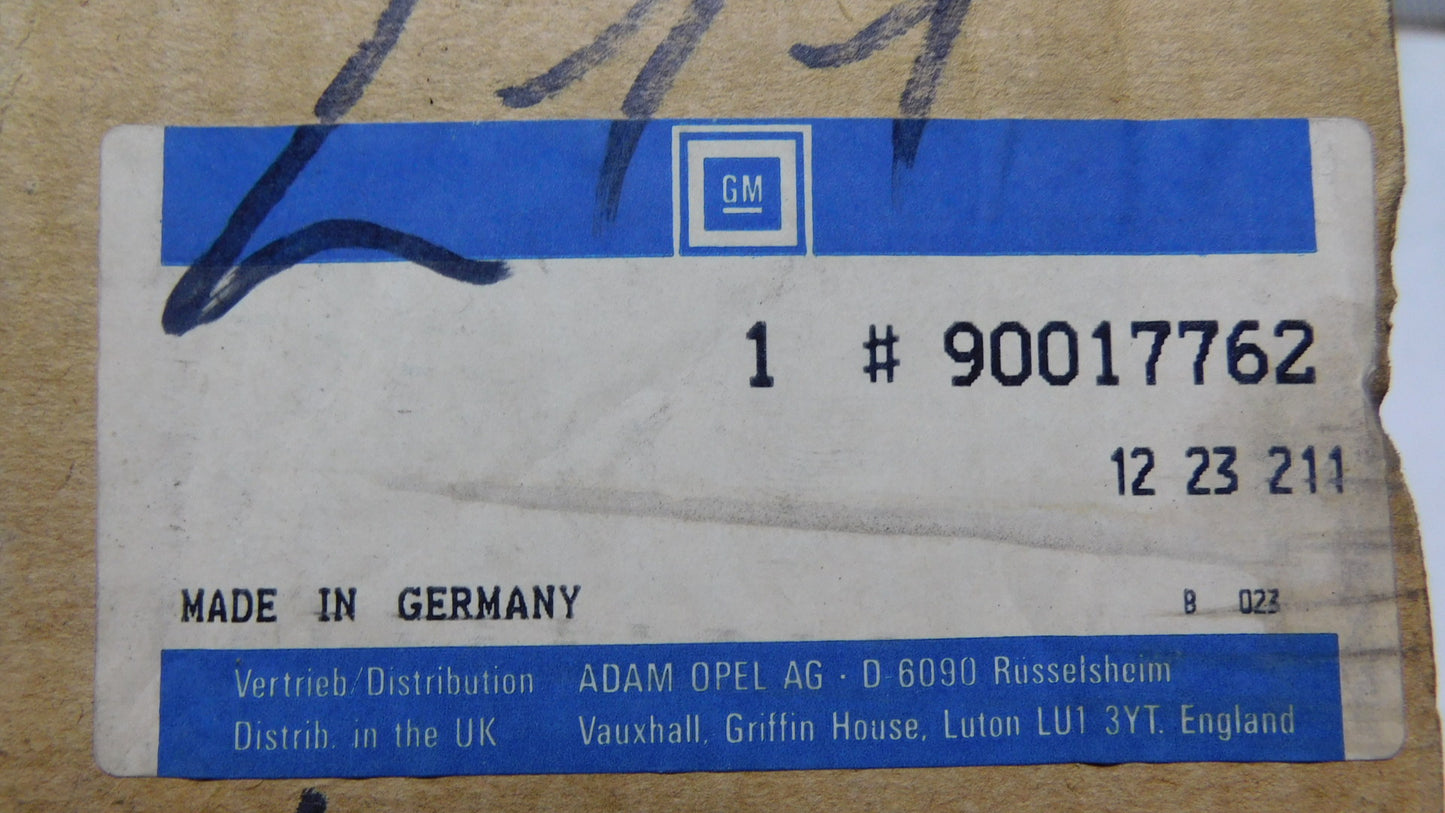 211
GM
1 # 90017762
12 23 211
MADE IN GERMANY B 023
Vertrieb/Distribution ADAM OPEL AG · D-6090 Rüsselsheim
Distrib. in the UK Vauxhall, Griffin House, Luton LU1 3YT. England